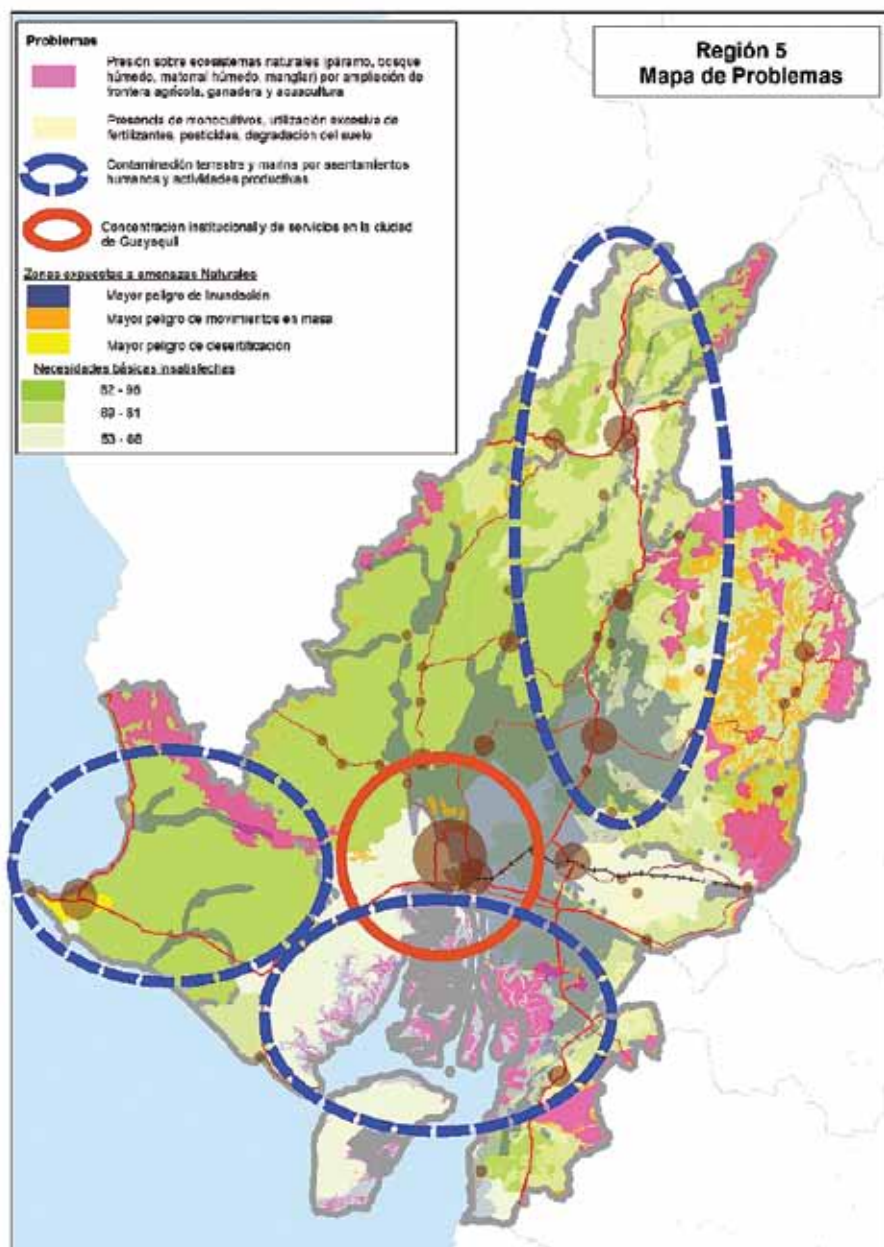 Región 5
Mapa de Problemas
Problemas
Presión sobre ecosistemas naturales (páramo, bosque
húmedo, matorral húmedo, manglar) por ampliación de
frontera agrícola, ganadera y acuacultura
Presencia de monocultivos, utilización excesiva de
fertilizantes, pesticidas, degradación del suelo
Contaminación terrestre y marina por asentamientos
humanos y actividades productivas
Concentración institucional y de servicios en la ciudad
de Guayaquil
Zonas expuestas a amenazas Naturales
Mayor peligro de Inundación
Mayor peligro de movimientos en masa
Mayor peligro de desertificación
Necesidades básicas insatisfechas